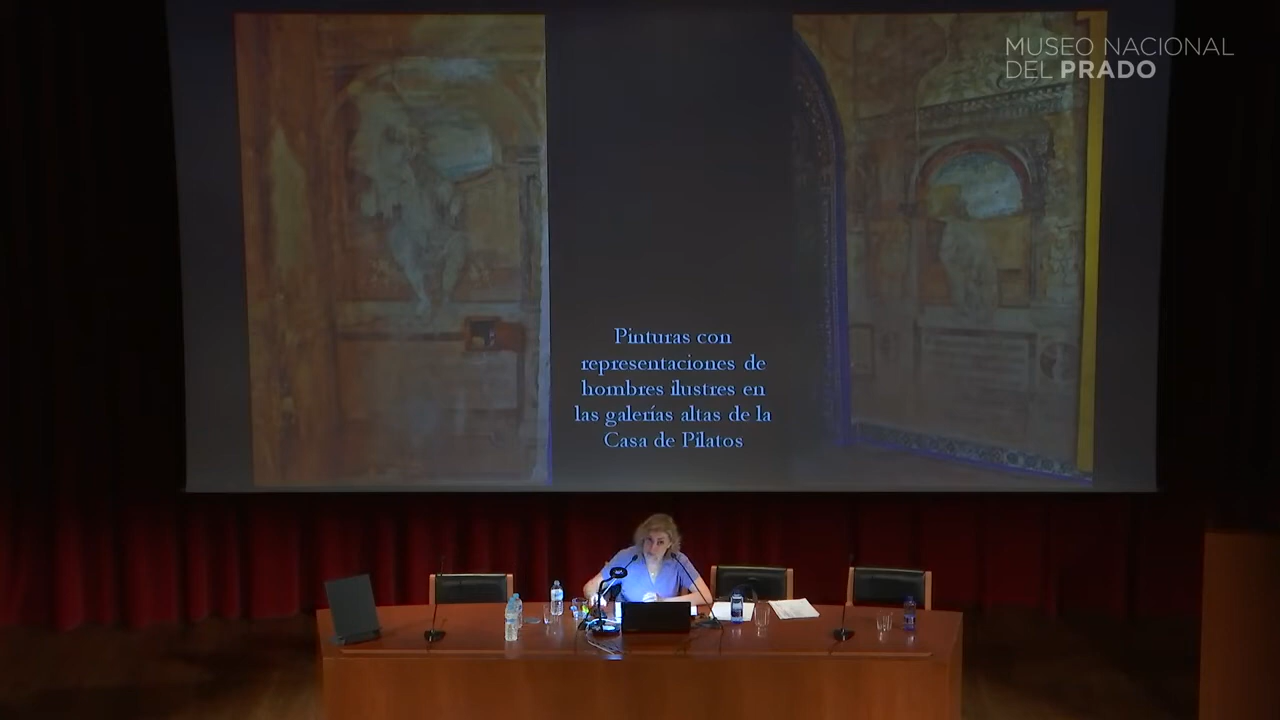 MUSEO NACIONAL
DEL PRADO
Pinturas con
representaciones de
hombres ilustres en
las galerías altas de la
Casa de Pilatos